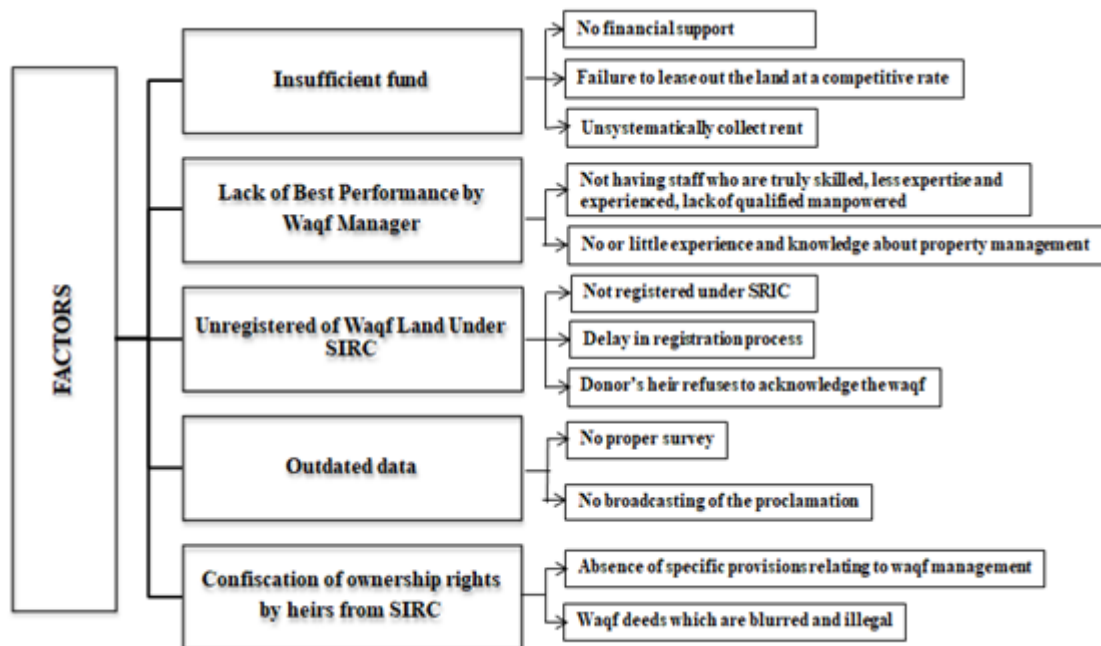 FACTORS
Insufficient fund
No financial support
Failure to lease out the land at a competitive rate
Unsystematically collect rent
Lack of Best Performance by
Waqf Manager
Not having staff who are truly skilled, less expertise and
experienced, lack of qualified manpowered
No or little experience and knowledge about property management
Unregistered of Waqf Land Under
SIRC
Not registered under SRIC
Delay in registration process
Donor's heir refuses to acknowledge the waqf
Outdated data
No proper survey
No broadcasting of the proclamation
Confiscation of ownership rights
by heirs from SIRC
Absence of specific provisions relating to waqf management
Waqf deeds which are blurred and illegal